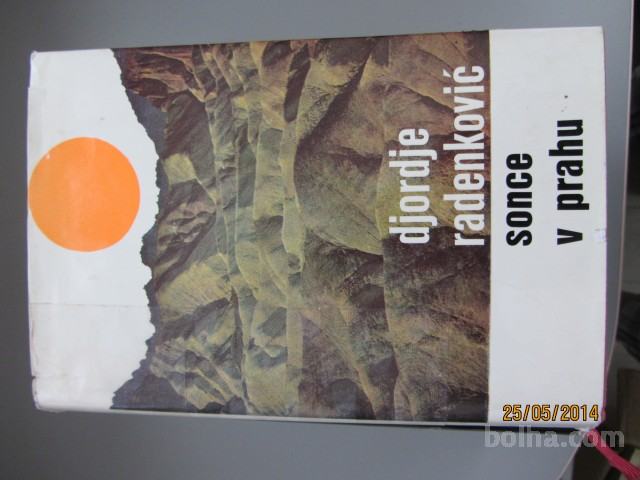 djordje
radenković
sonce
v prahu
25/05/2014
bolha.com